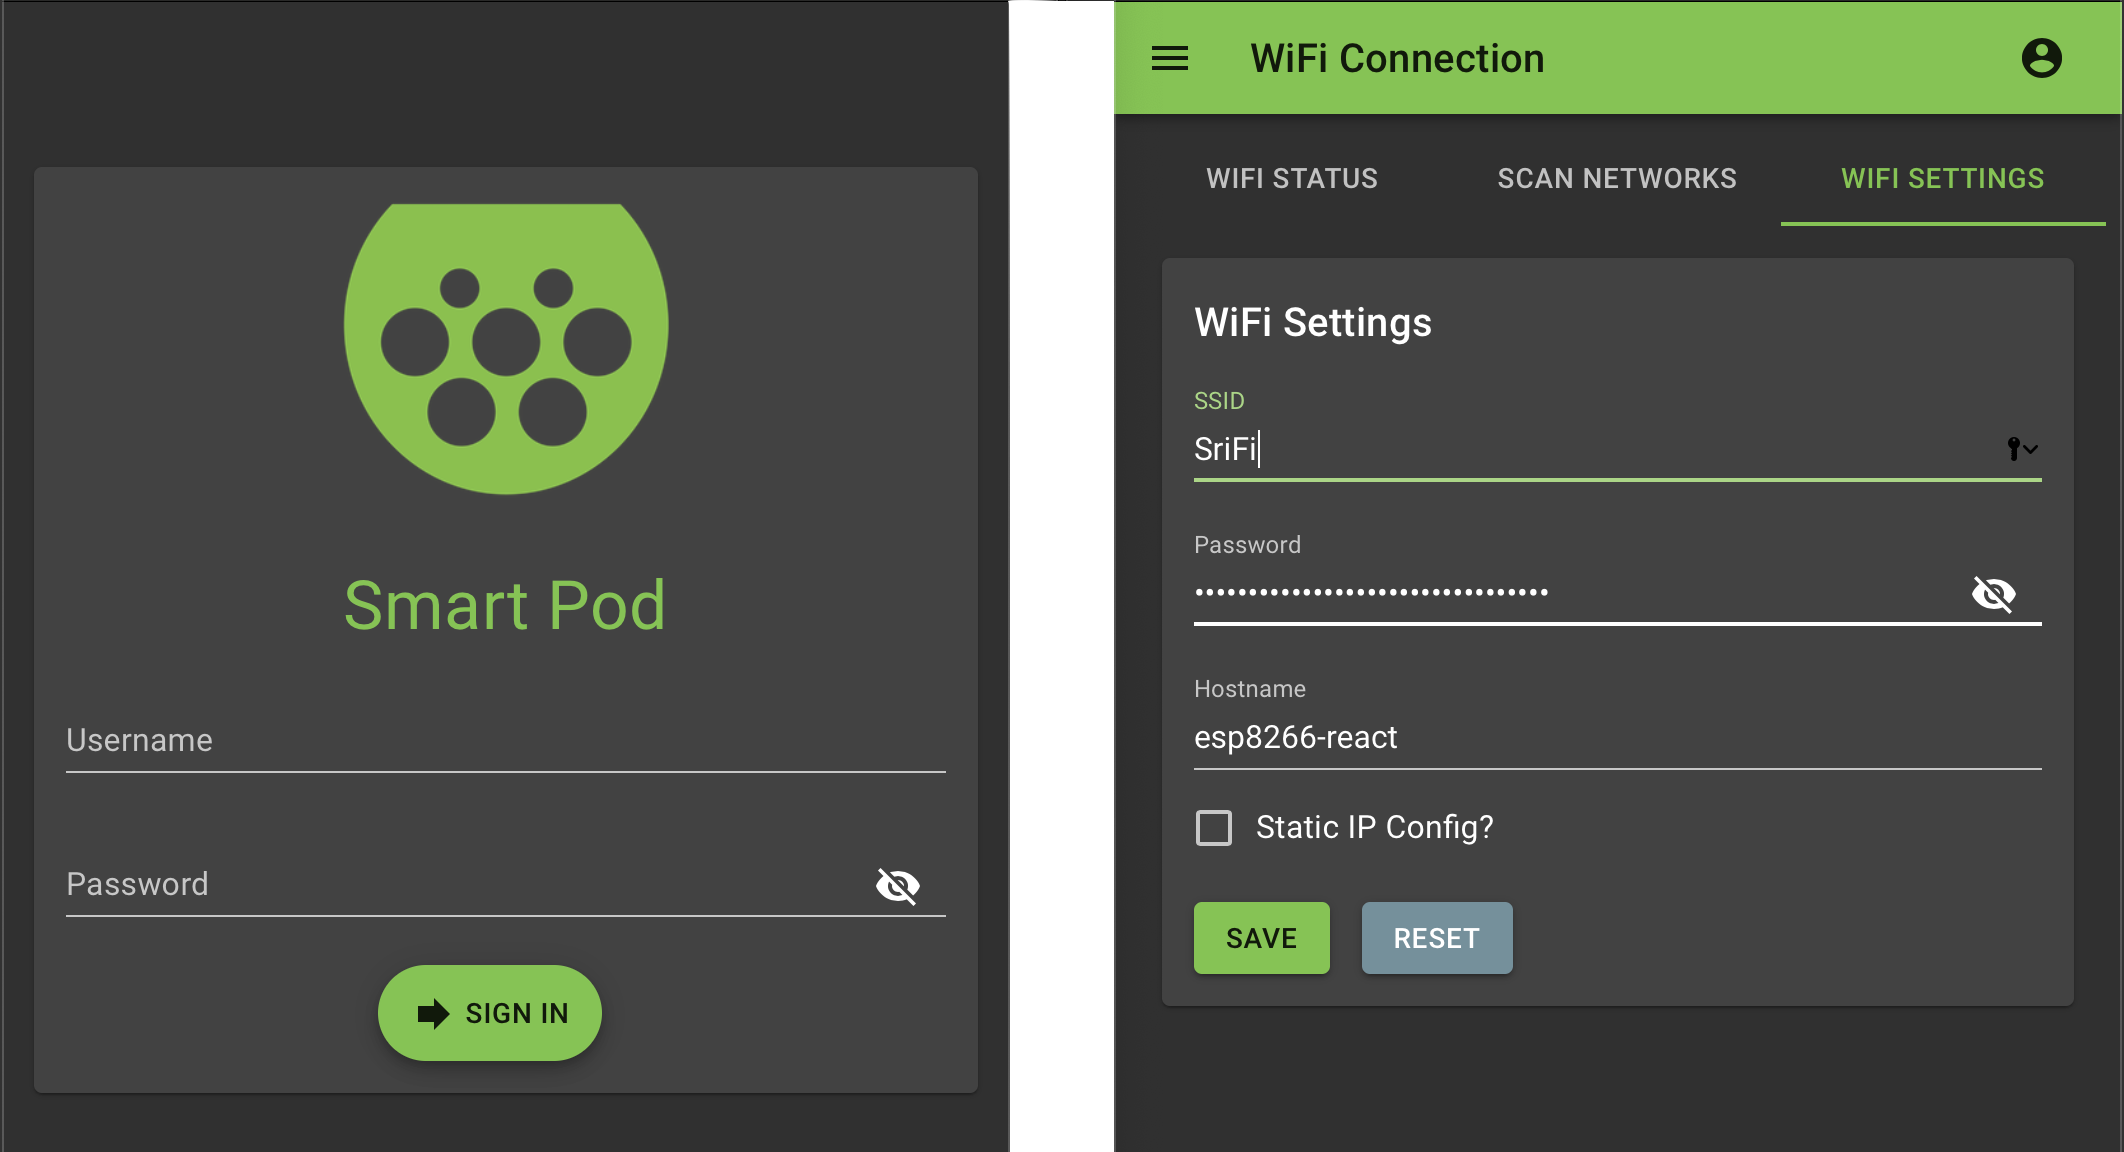 Smart Pod
Username
Password
SIGN IN
WiFi Connection
WIFI STATUS
SCAN NETWORKS
WIFI SETTINGS
WiFi Settings
SSID
SriFi
Password
•••••••••••••••••••••••••••••••••
Hostname
esp8266-react
Static IP Config?
SAVE
RESET